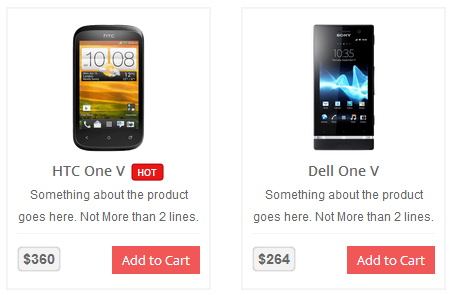 hTC
10:10
SONY
HTC One V HOT
Something about the product
goes here. Not More than 2 lines.
$360 Add to Cart
Dell One V
Something about the product
goes here. Not More than 2 lines.
$264 Add to Cart